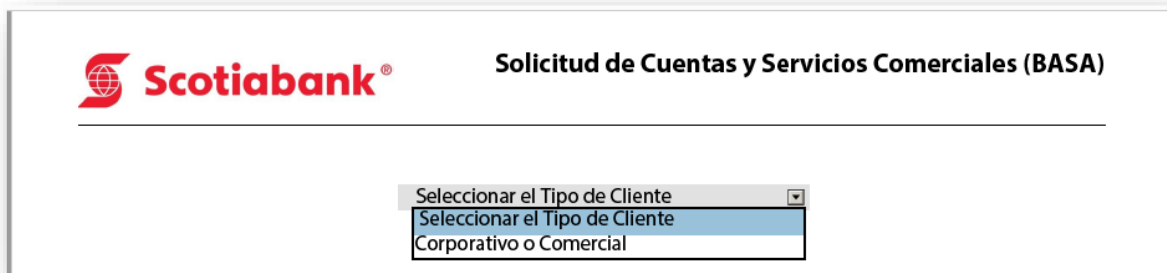 Scotiabank®
Solicitud de Cuentas y Servicios Comerciales (BASA)
Seleccionar el Tipo de Cliente
Seleccionar el Tipo de Cliente
Corporativo o Comercial